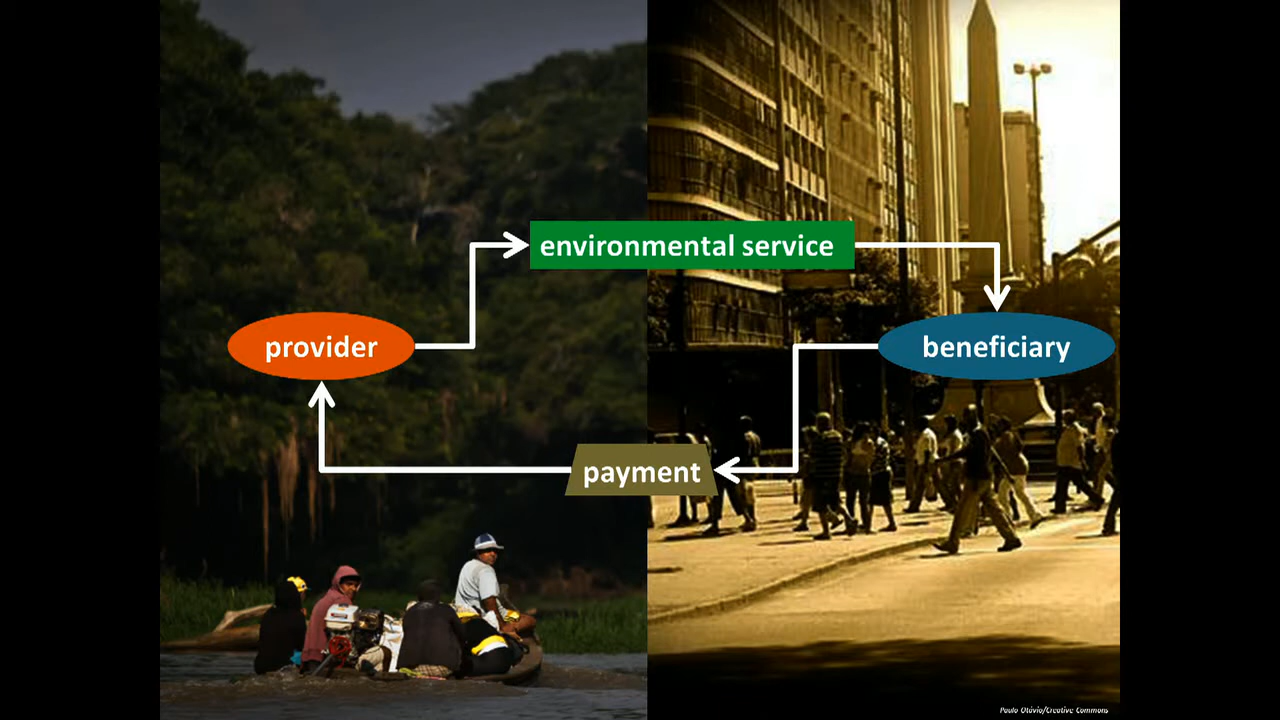 environmental service
provider
beneficiary
payment
Paulo Otávio/Creative Commons